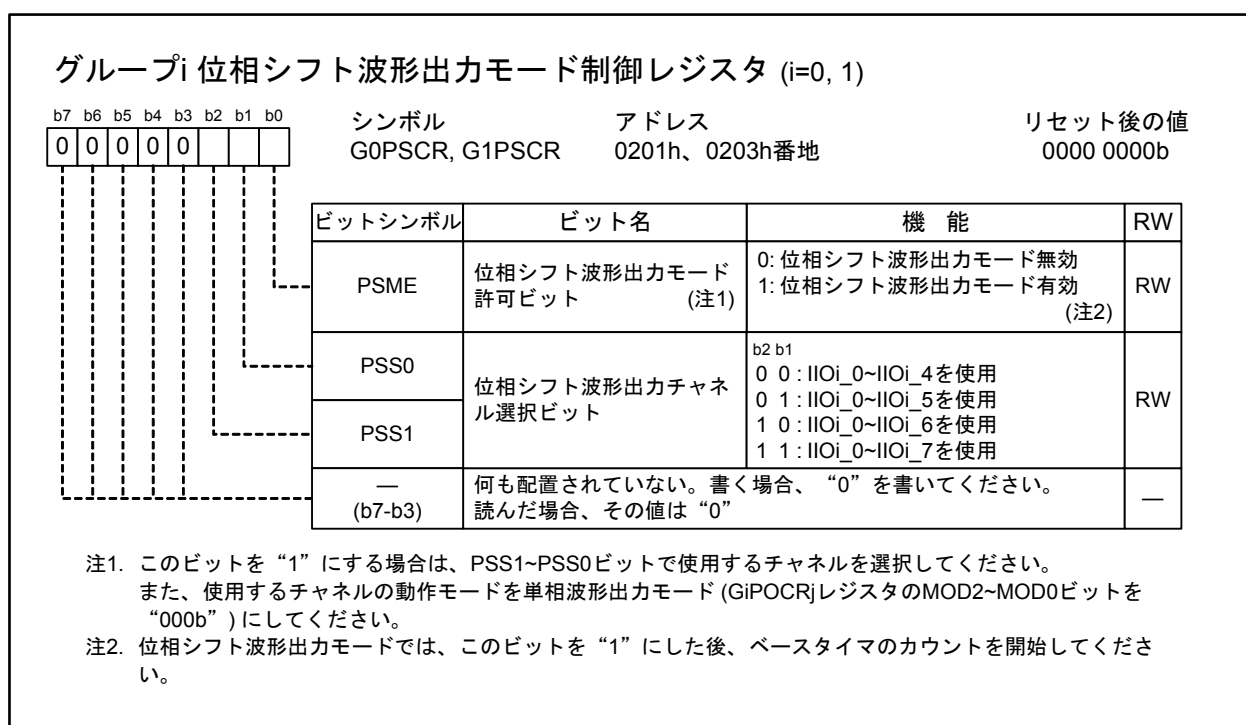 グループi 位相シフト波形出力モード制御レジスタ (i=0, 1)
b7 b6 b5 b4 b3 b2 b1 b0
0 0 0 0 0
シンボル アドレス リセット後の値
G0PSCR, G1PSCR 0201h、0203h番地 0000 0000b
ビットシンボル ビット名 機 能 RW
PSME
位相シフト波形出力モード
許可ビット (注1)
0: 位相シフト波形出力モード無効
1: 位相シフト波形出力モード有効
(注2)
RW
PSS0
PSS1
位相シフト波形出力チャネ
ル選択ビット
b2 b1
0 0 : IIOi_0~IIOi_4を使用
0 1 : IIOi_0~IIOi_5を使用
1 0 : IIOi_0~IIOi_6を使用
1 1 : IIOi_0~IIOi_7を使用
RW
—
(b7-b3)
何も配置されていない。書く場合、“0”を書いてください。
読んだ場合、その値は“0”
—
注1. このビットを“1”にする場合は、PSS1~PSS0ビットで使用するチャネルを選択してください。
また、使用するチャネルの動作モードを単相波形出力モード (GiPOCRjレジスタのMOD2~MOD0ビットを
“000b”) にしてください。
注2. 位相シフト波形出力モードでは、このビットを“1”にした後、ベースタイマのカウントを開始してくださ
い。